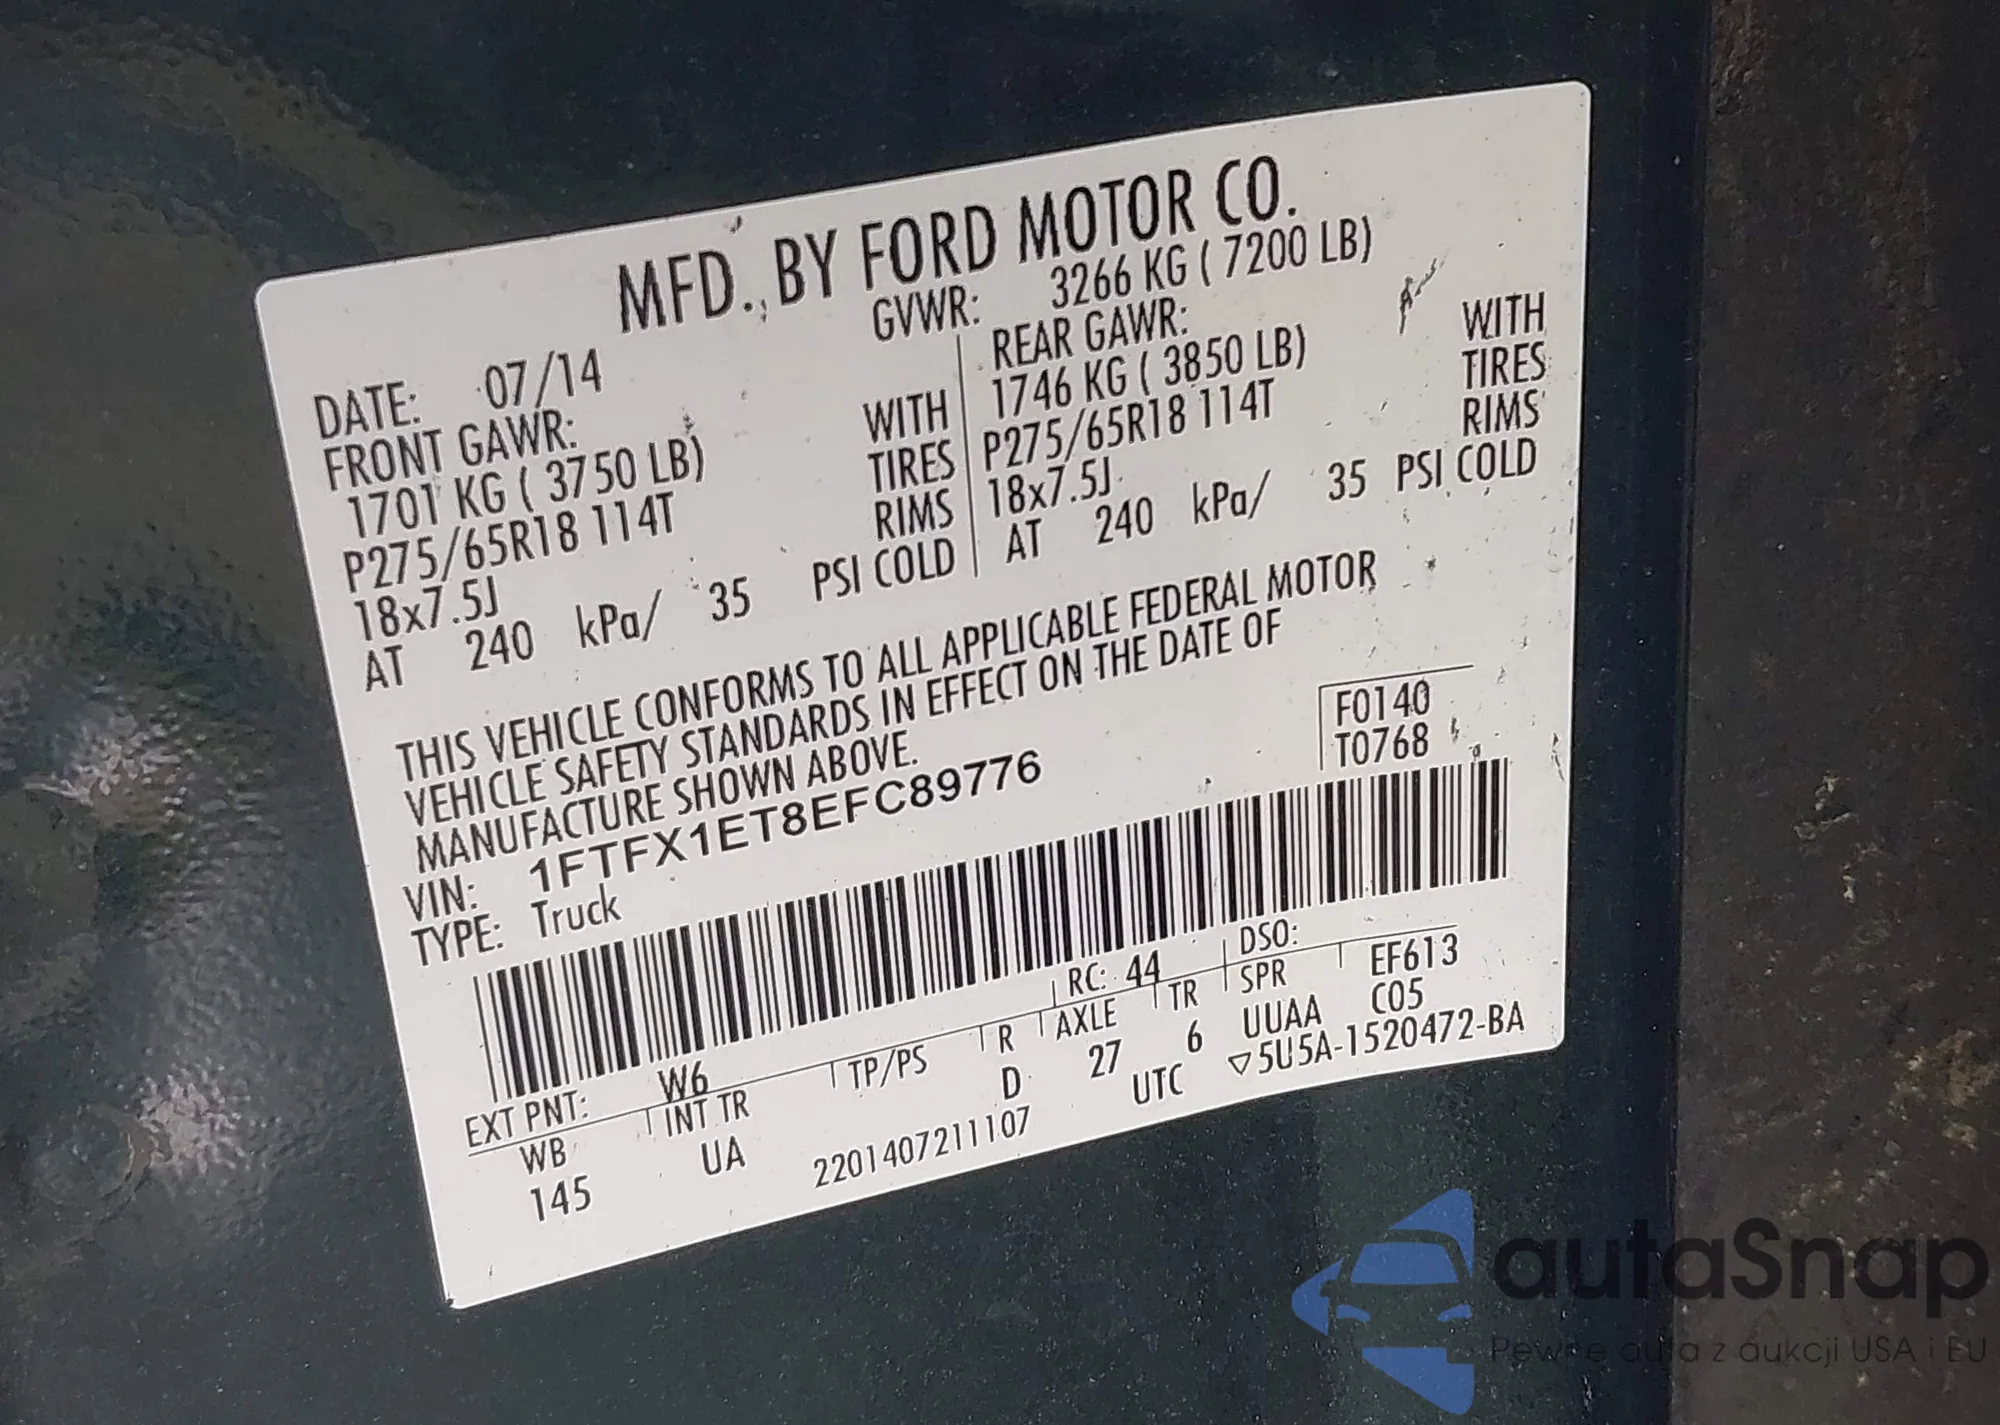 MFD. BY FORD MOTOR CO.
DATE: 07/14 GVWR: 3266 KG ( 7200 LB)
FRONT GAWR:
1701 KG ( 3750 LB) WITH
P275/65R18 114T TIRES
18x7.5J RIMS
AT 240 kPa/ 35 PSI COLD
REAR GAWR:
1746 KG ( 3850 LB) WITH
P275/65R18 114T TIRES
18x7.5J RIMS
AT 240 kPa/ 35 PSI COLD
THIS VEHICLE CONFORMS TO ALL APPLICABLE FEDERAL MOTOR
VEHICLE SAFETY STANDARDS IN EFFECT ON THE DATE OF
MANUFACTURE SHOWN ABOVE.
F0140
T0768
VIN: 1FTFX1ET8EFC89776
TYPE: Truck
EXT PNT: W6 RC: 44 DSO:
WB INT TR TP/PS R AXLE TR SPR EF613
145 UA D 27 6 UUAA C05
2201407211107 UTC ▽5U5A-1520472-BA
autaSnap
Pewne auta z aukcji USA i EU